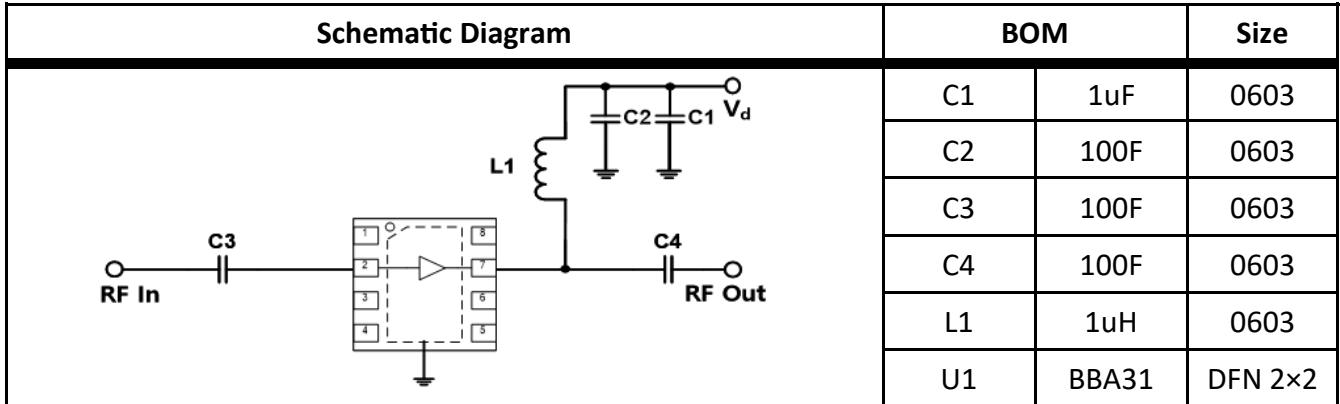 Schematic Diagram BOM Size
C1 1uF 0603
C2 100F 0603
C3 100F 0603
C4 100F 0603
L1 1uH 0603
U1 BBA31 DFN 2×2
Vd
C2 C1
L1
C3
RF In
C4
RF Out
1 8
2 7
3 6
4 5